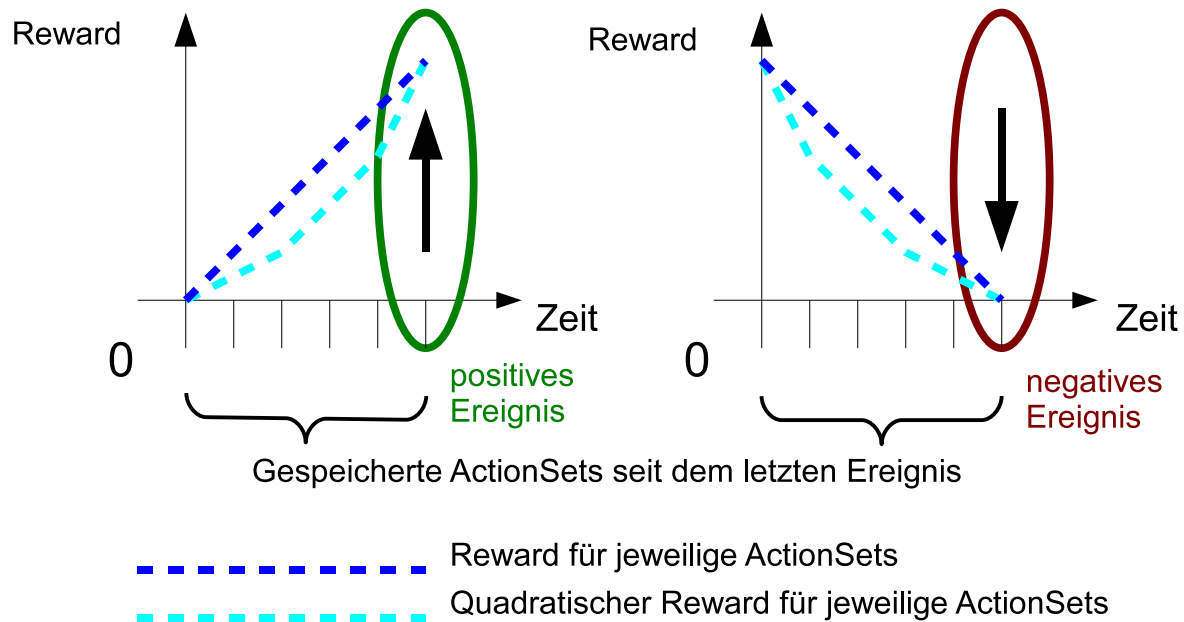 Reward
Zeit
0
positives
Ereignis
Reward
Zeit
0
negatives
Ereignis
Gespeicherte ActionSets seit dem letzten Ereignis
Reward für jeweilige ActionSets
Quadratischer Reward für jeweilige ActionSets